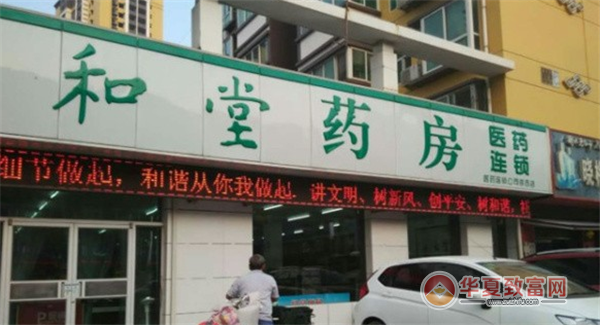 和堂药房
医药
连锁
细节做起，和谐从你我做起、讲文明、树新风、创平安、树和谐，
华夏致富网